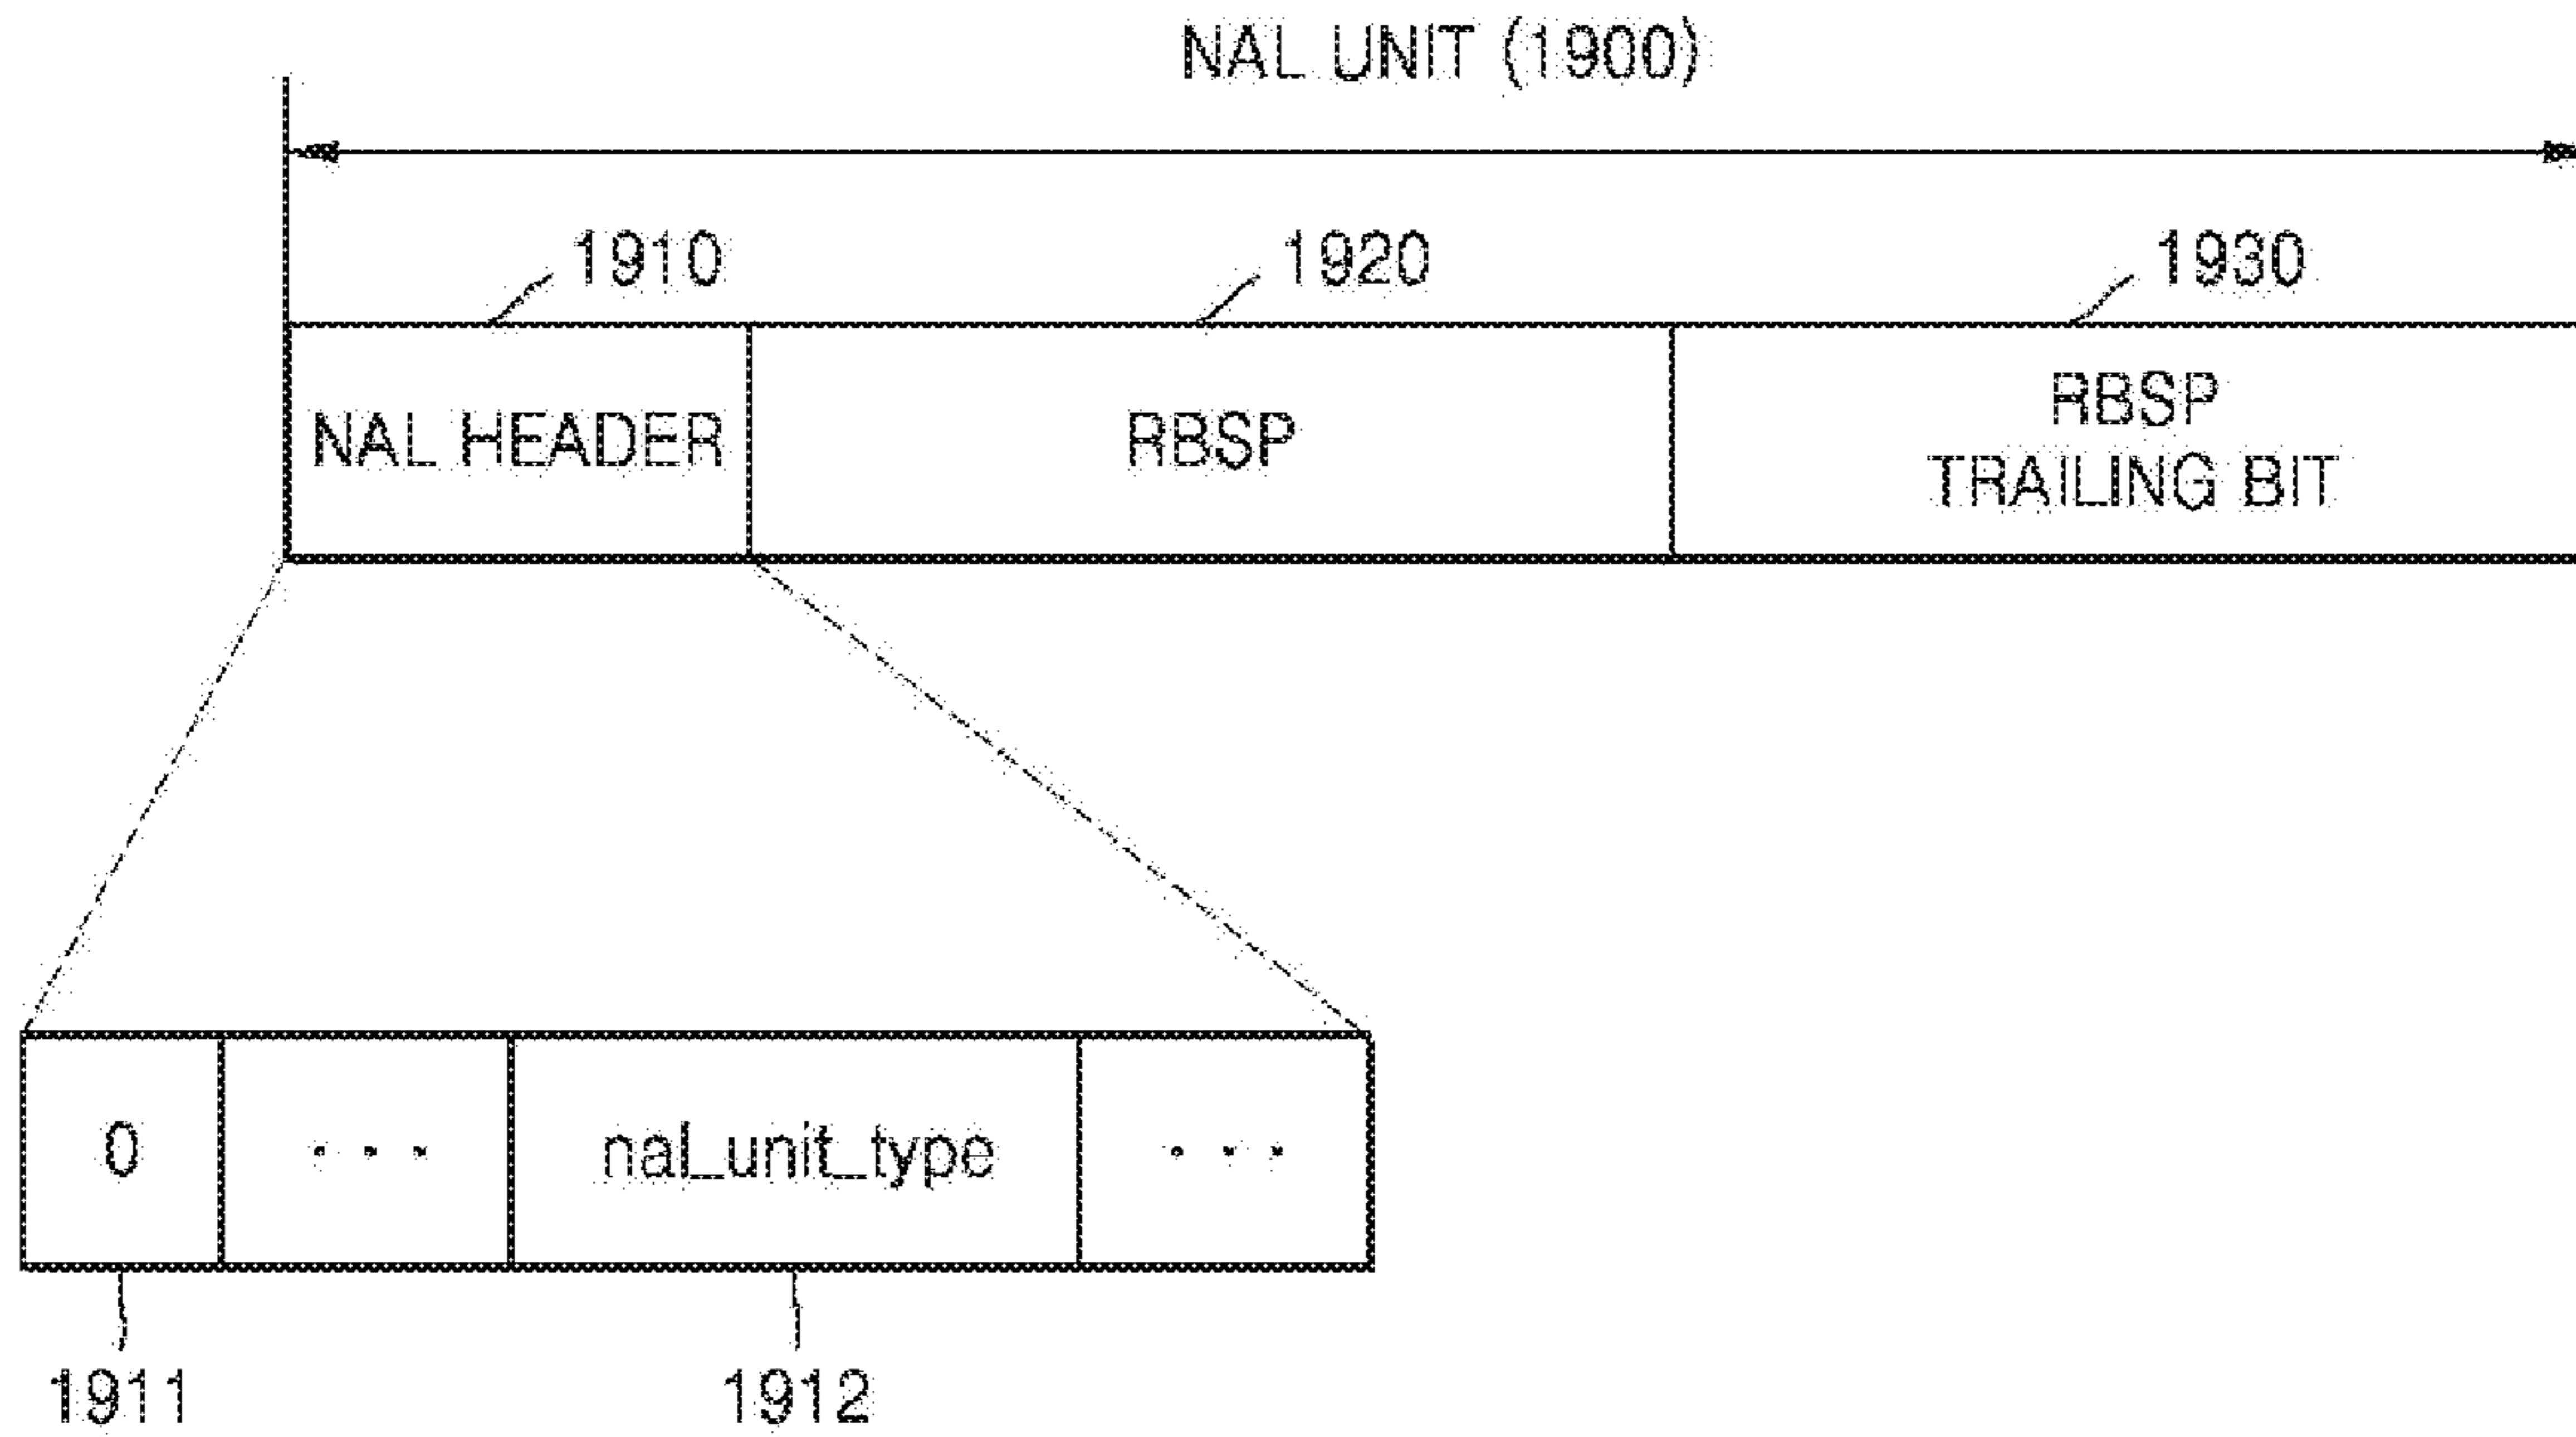 NAL UNIT (1900)
1910
1920
1930
NAL HEADER
RBSP
RBSP
TRAILING BIT
0
• • •
nal_unit_type
• • •
1911
1912